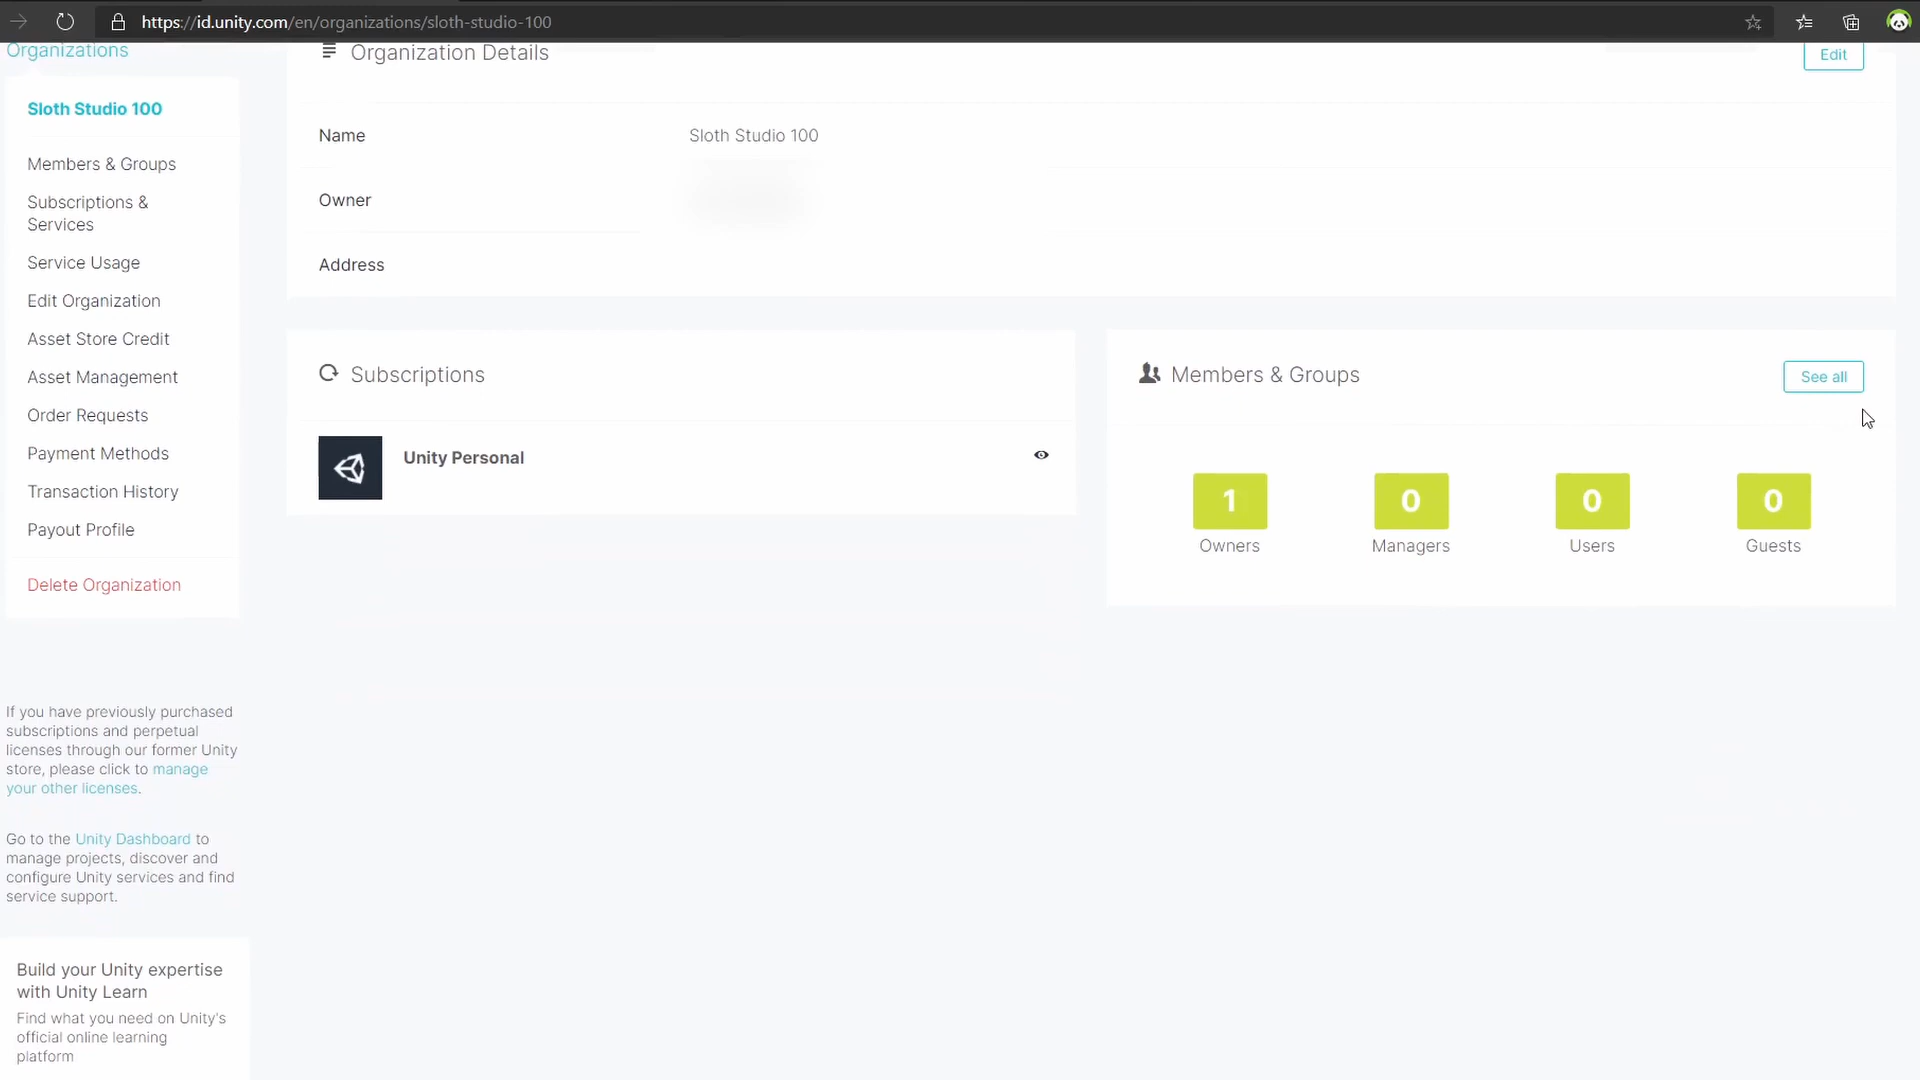 https://id.unity.com/en/organizations/sloth-studio-100
Organizations
Sloth Studio 100
Members & Groups
Subscriptions &
Services
Service Usage
Edit Organization
Asset Store Credit
Asset Management
Order Requests
Payment Methods
Transaction History
Payout Profile
Delete Organization
If you have previously purchased
subscriptions and perpetual
licenses through our former Unity
store, please click to manage
your other licenses.
Go to the Unity Dashboard to
manage projects, discover and
configure Unity services and find
service support.
Build your Unity expertise
with Unity Learn
Find what you need on Unity's
official online learning
platform
Organization Details
Edit
Name
Sloth Studio 100
Owner
Address
Subscriptions
Unity Personal
Members & Groups
See all
1
Owners
0
Managers
0
Users
0
Guests